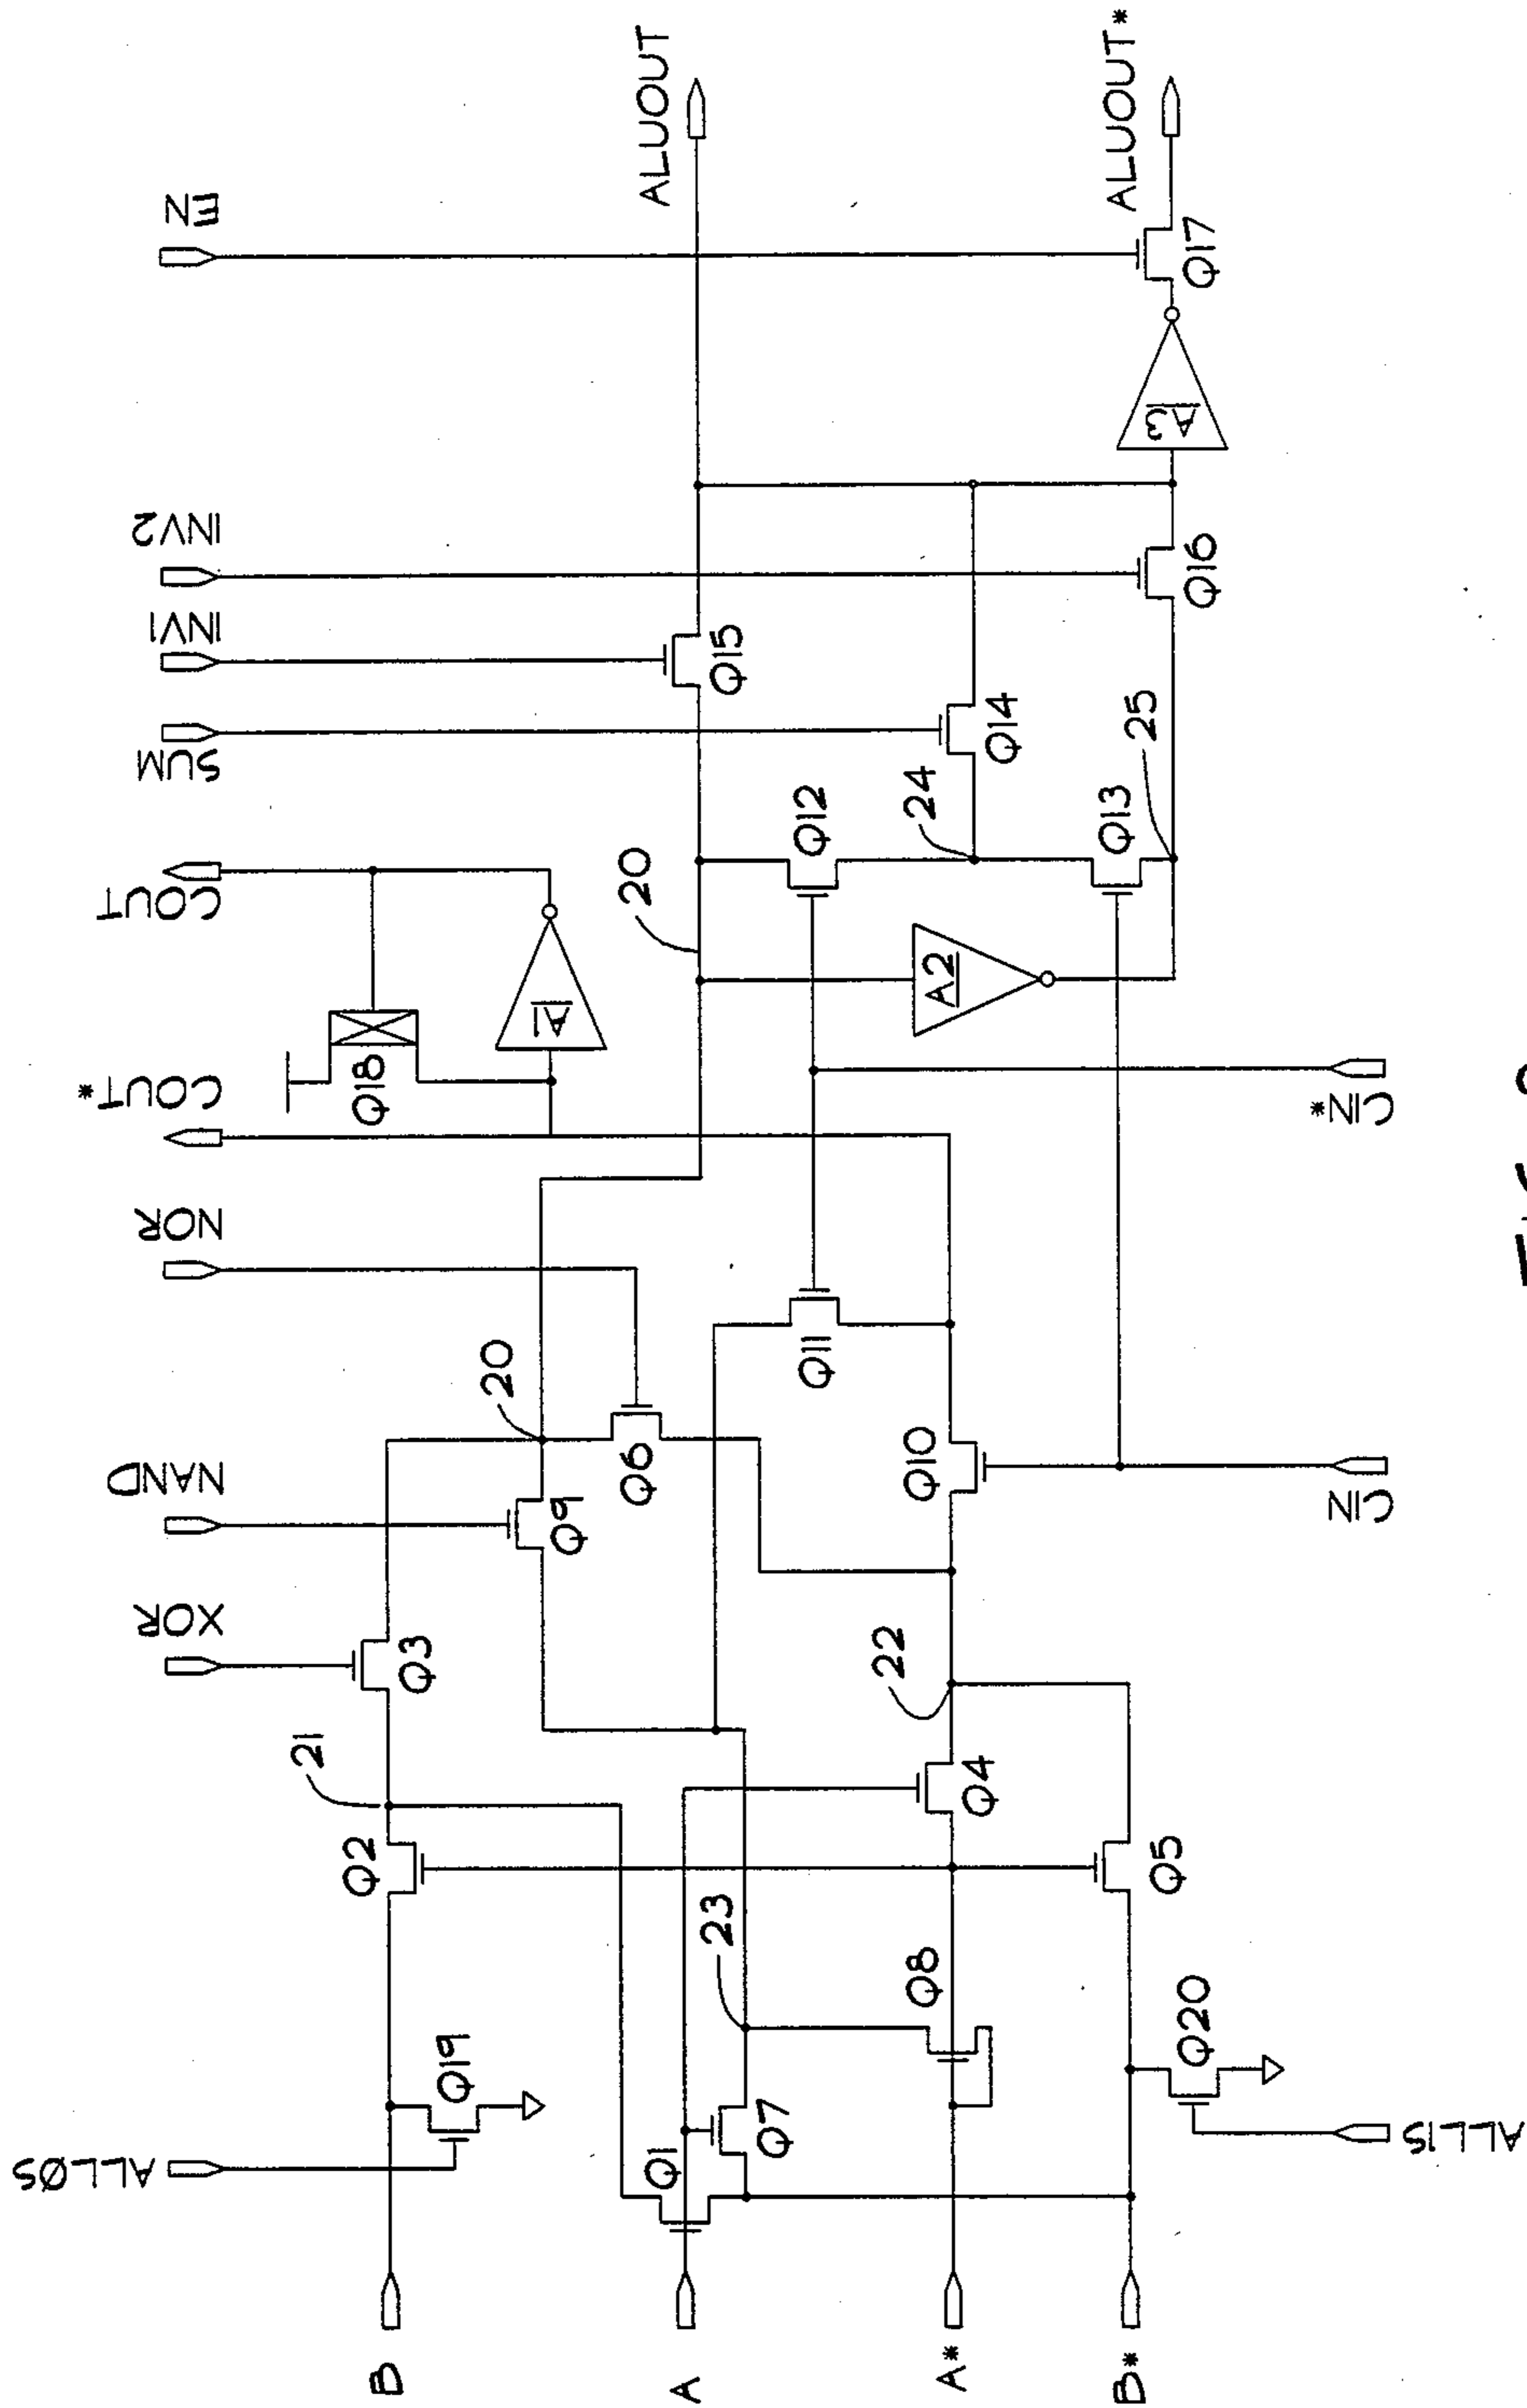 ALLØS
XOR
NAND
NOR
COUT*
COUT
SUM
INV1
INV2
EN
B
A
A*
B*
Q19
Q1
Q7
23
Q8
Q20
ALL1S
Q2
21
Q3
Q4
Q5
22
Q9
20
Q6
Q10
Q11
CIN
CIN*
Q18
A1
20
A2
Q12
24
Q13
Q14
25
Q15
Q16
A3
Q17
ALUOUT
ALUOUT*